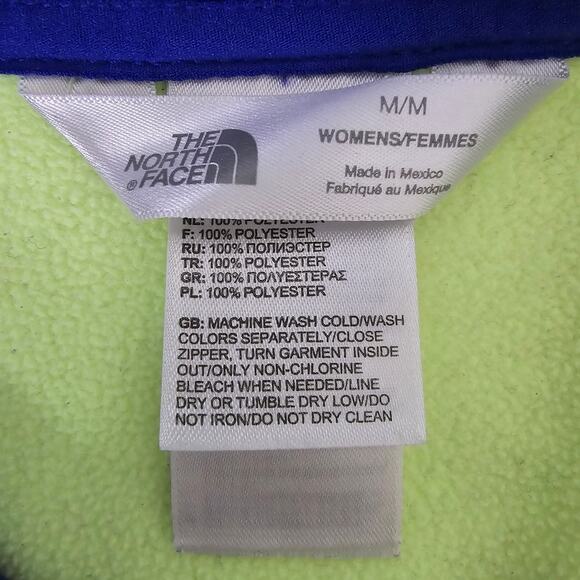 THE
NORTH
® FACE
M/M
WOMENS/FEMMES
Made in Mexico
Fabriqué au Mexique
NL: 100% POLYESTER
F: 100% POLYESTER
RU: 100% ПОЛИЭСТЕР
TR: 100% POLYESTER
GR: 100% ΠΟΛΥΕΣΤΕΡΑΣ
PL: 100% POLYESTER
GB: MACHINE WASH COLD/WASH
COLORS SEPARATELY/CLOSE
ZIPPER, TURN GARMENT INSIDE
OUT/ONLY NON-CHLORINE
BLEACH WHEN NEEDED/LINE
DRY OR TUMBLE DRY LOW/DO
NOT IRON/DO NOT DRY CLEAN